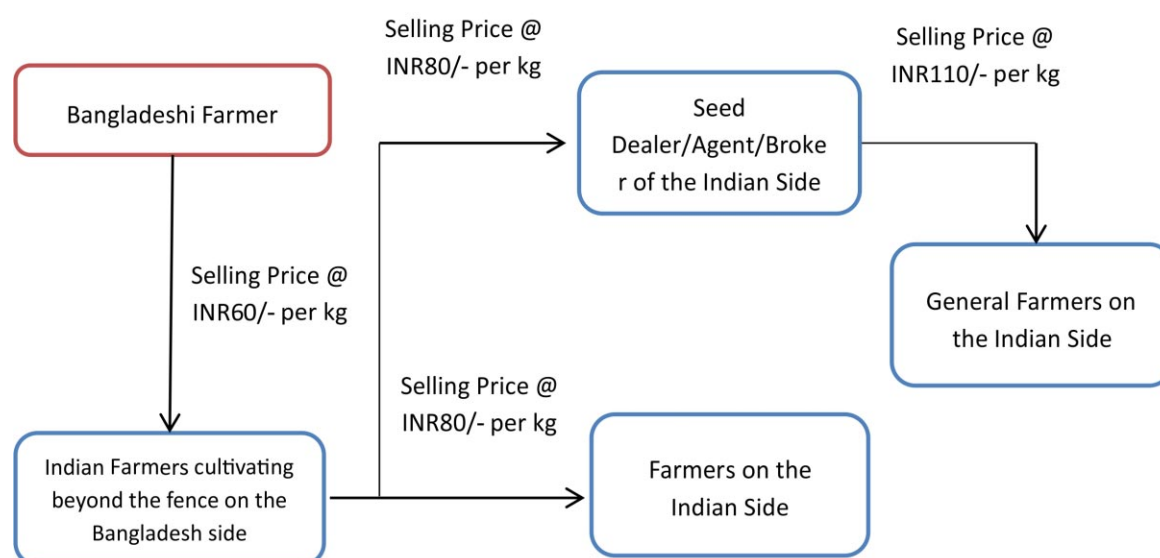 Selling Price @
INR80/- per kg
Selling Price @
INR110/- per kg
Bangladeshi Farmer
Seed
Dealer/Agent/Broke
r of the Indian Side
Selling Price @
INR60/- per kg
General Farmers on
the Indian Side
Selling Price @
INR80/- per kg
Indian Farmers cultivating
beyond the fence on the
Bangladesh side
Farmers on the
Indian Side